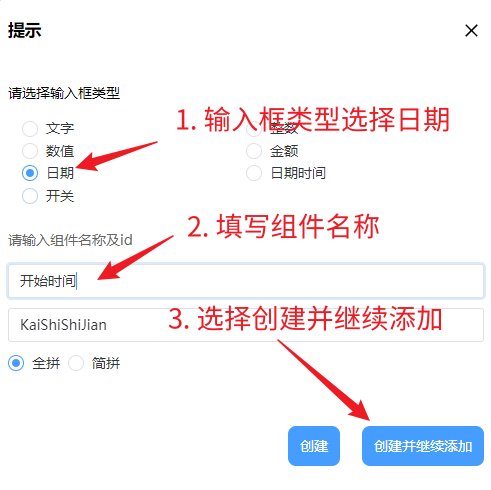 提示
请选择输入框类型
1. 输入框类型选择日期
文字
整数
数值
金额
日期
日期时间
开关
2. 填写组件名称
请输入组件名称及id
开始时间
3. 选择创建并继续添加
KaiShiShiJian
全拼 简拼
创建 创建并继续添加